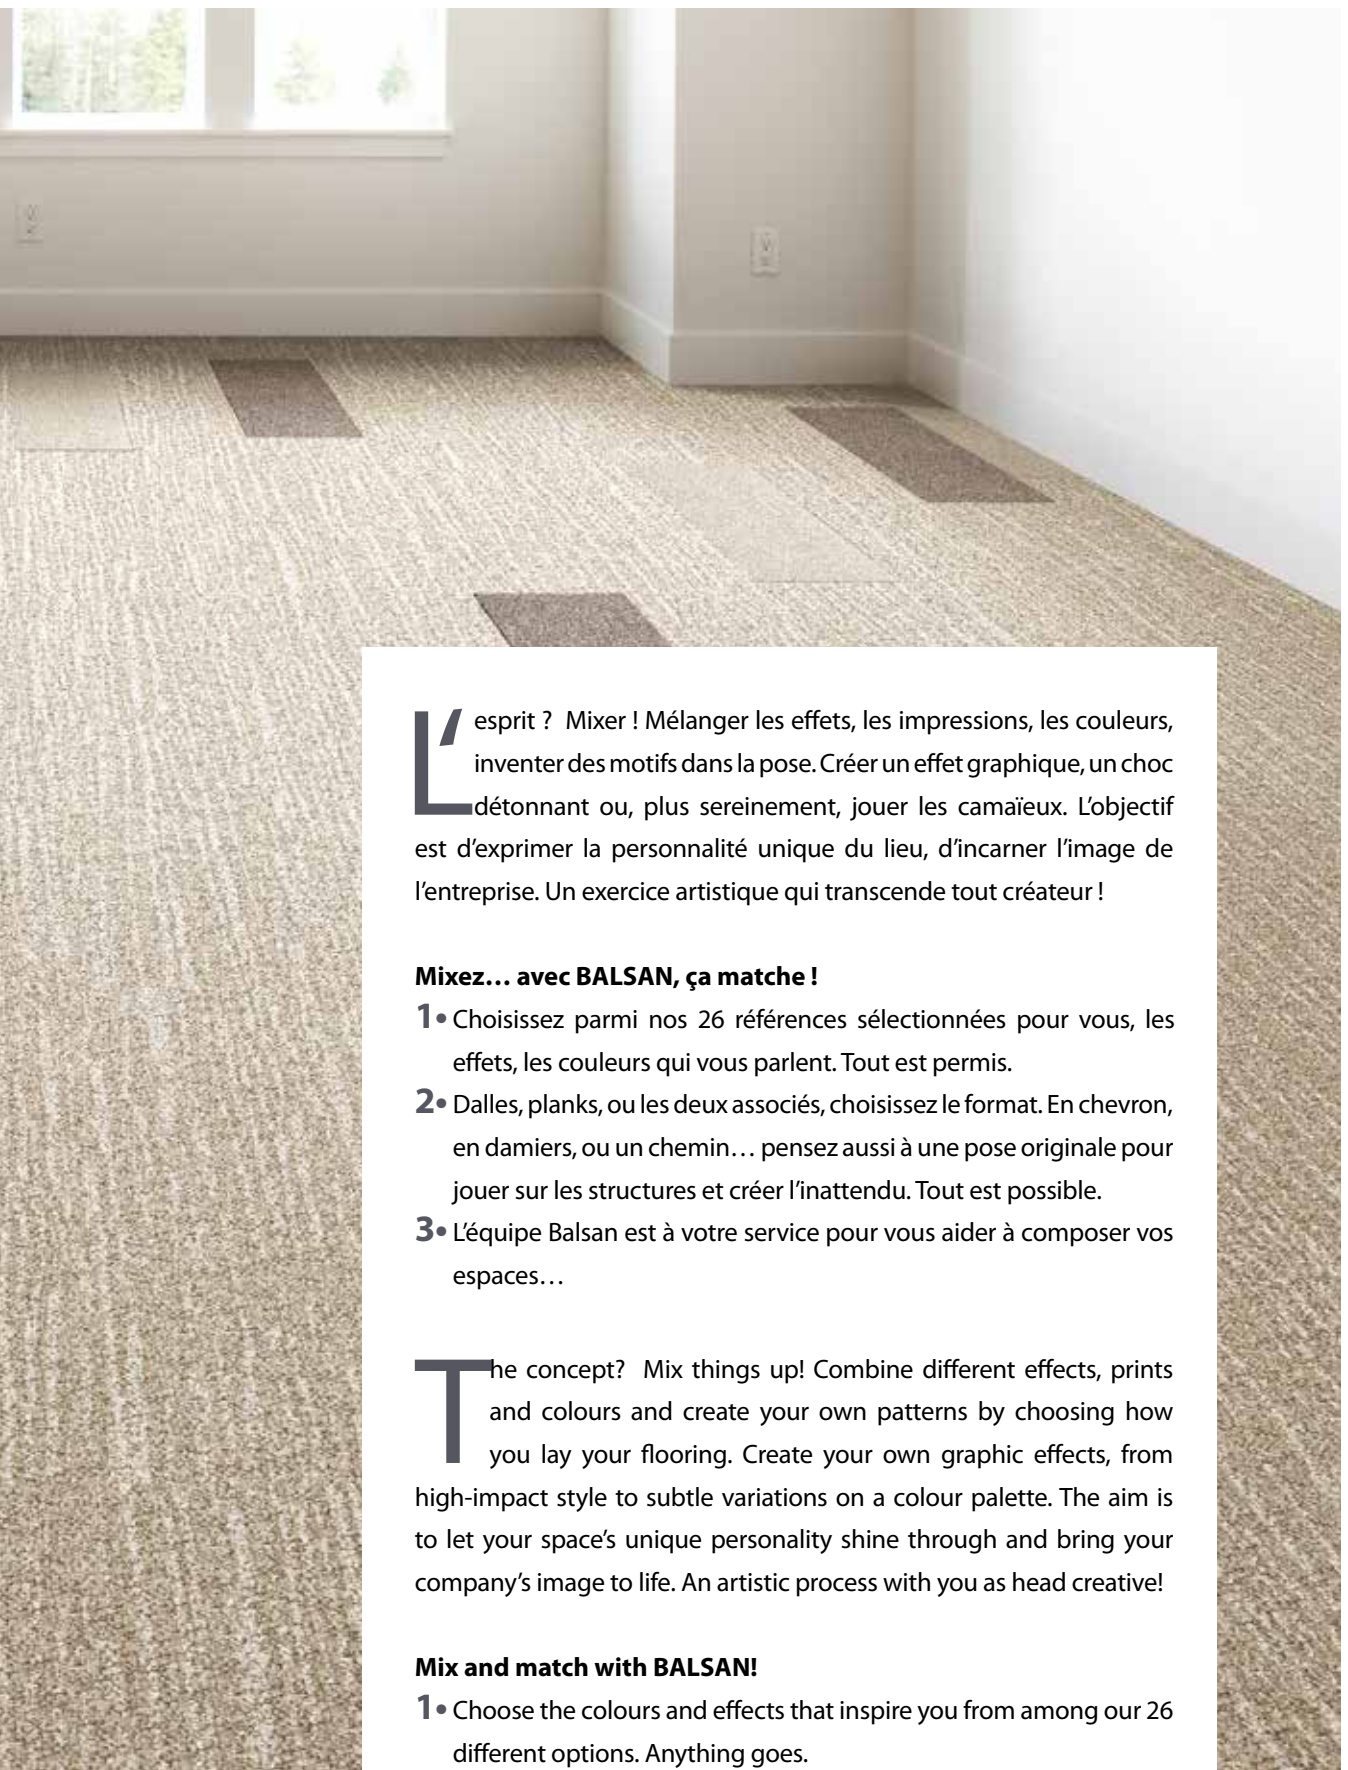 L'esprit ? Mixer ! Mélanger les effets, les impressions, les couleurs,
inventer des motifs dans la pose. Créer un effet graphique, un choc
détonnant ou, plus sereinement, jouer les camaïeux. L'objectif
est d'exprimer la personnalité unique du lieu, d'incarner l'image de
l'entreprise. Un exercice artistique qui transcende tout créateur !
Mixez… avec BALSAN, ça matche !
1• Choisissez parmi nos 26 références sélectionnées pour vous, les
effets, les couleurs qui vous parlent. Tout est permis.
2• Dalles, planks, ou les deux associés, choisissez le format. En chevron,
en damiers, ou un chemin… pensez aussi à une pose originale pour
jouer sur les structures et créer l'inattendu. Tout est possible.
3• L'équipe Balsan est à votre service pour vous aider à composer vos
espaces…
The concept? Mix things up! Combine different effects, prints
and colours and create your own patterns by choosing how
you lay your flooring. Create your own graphic effects, from
high-impact style to subtle variations on a colour palette. The aim is
to let your space's unique personality shine through and bring your
company's image to life. An artistic process with you as head creative!
Mix and match with BALSAN!
1• Choose the colours and effects that inspire you from among our 26
different options. Anything goes.